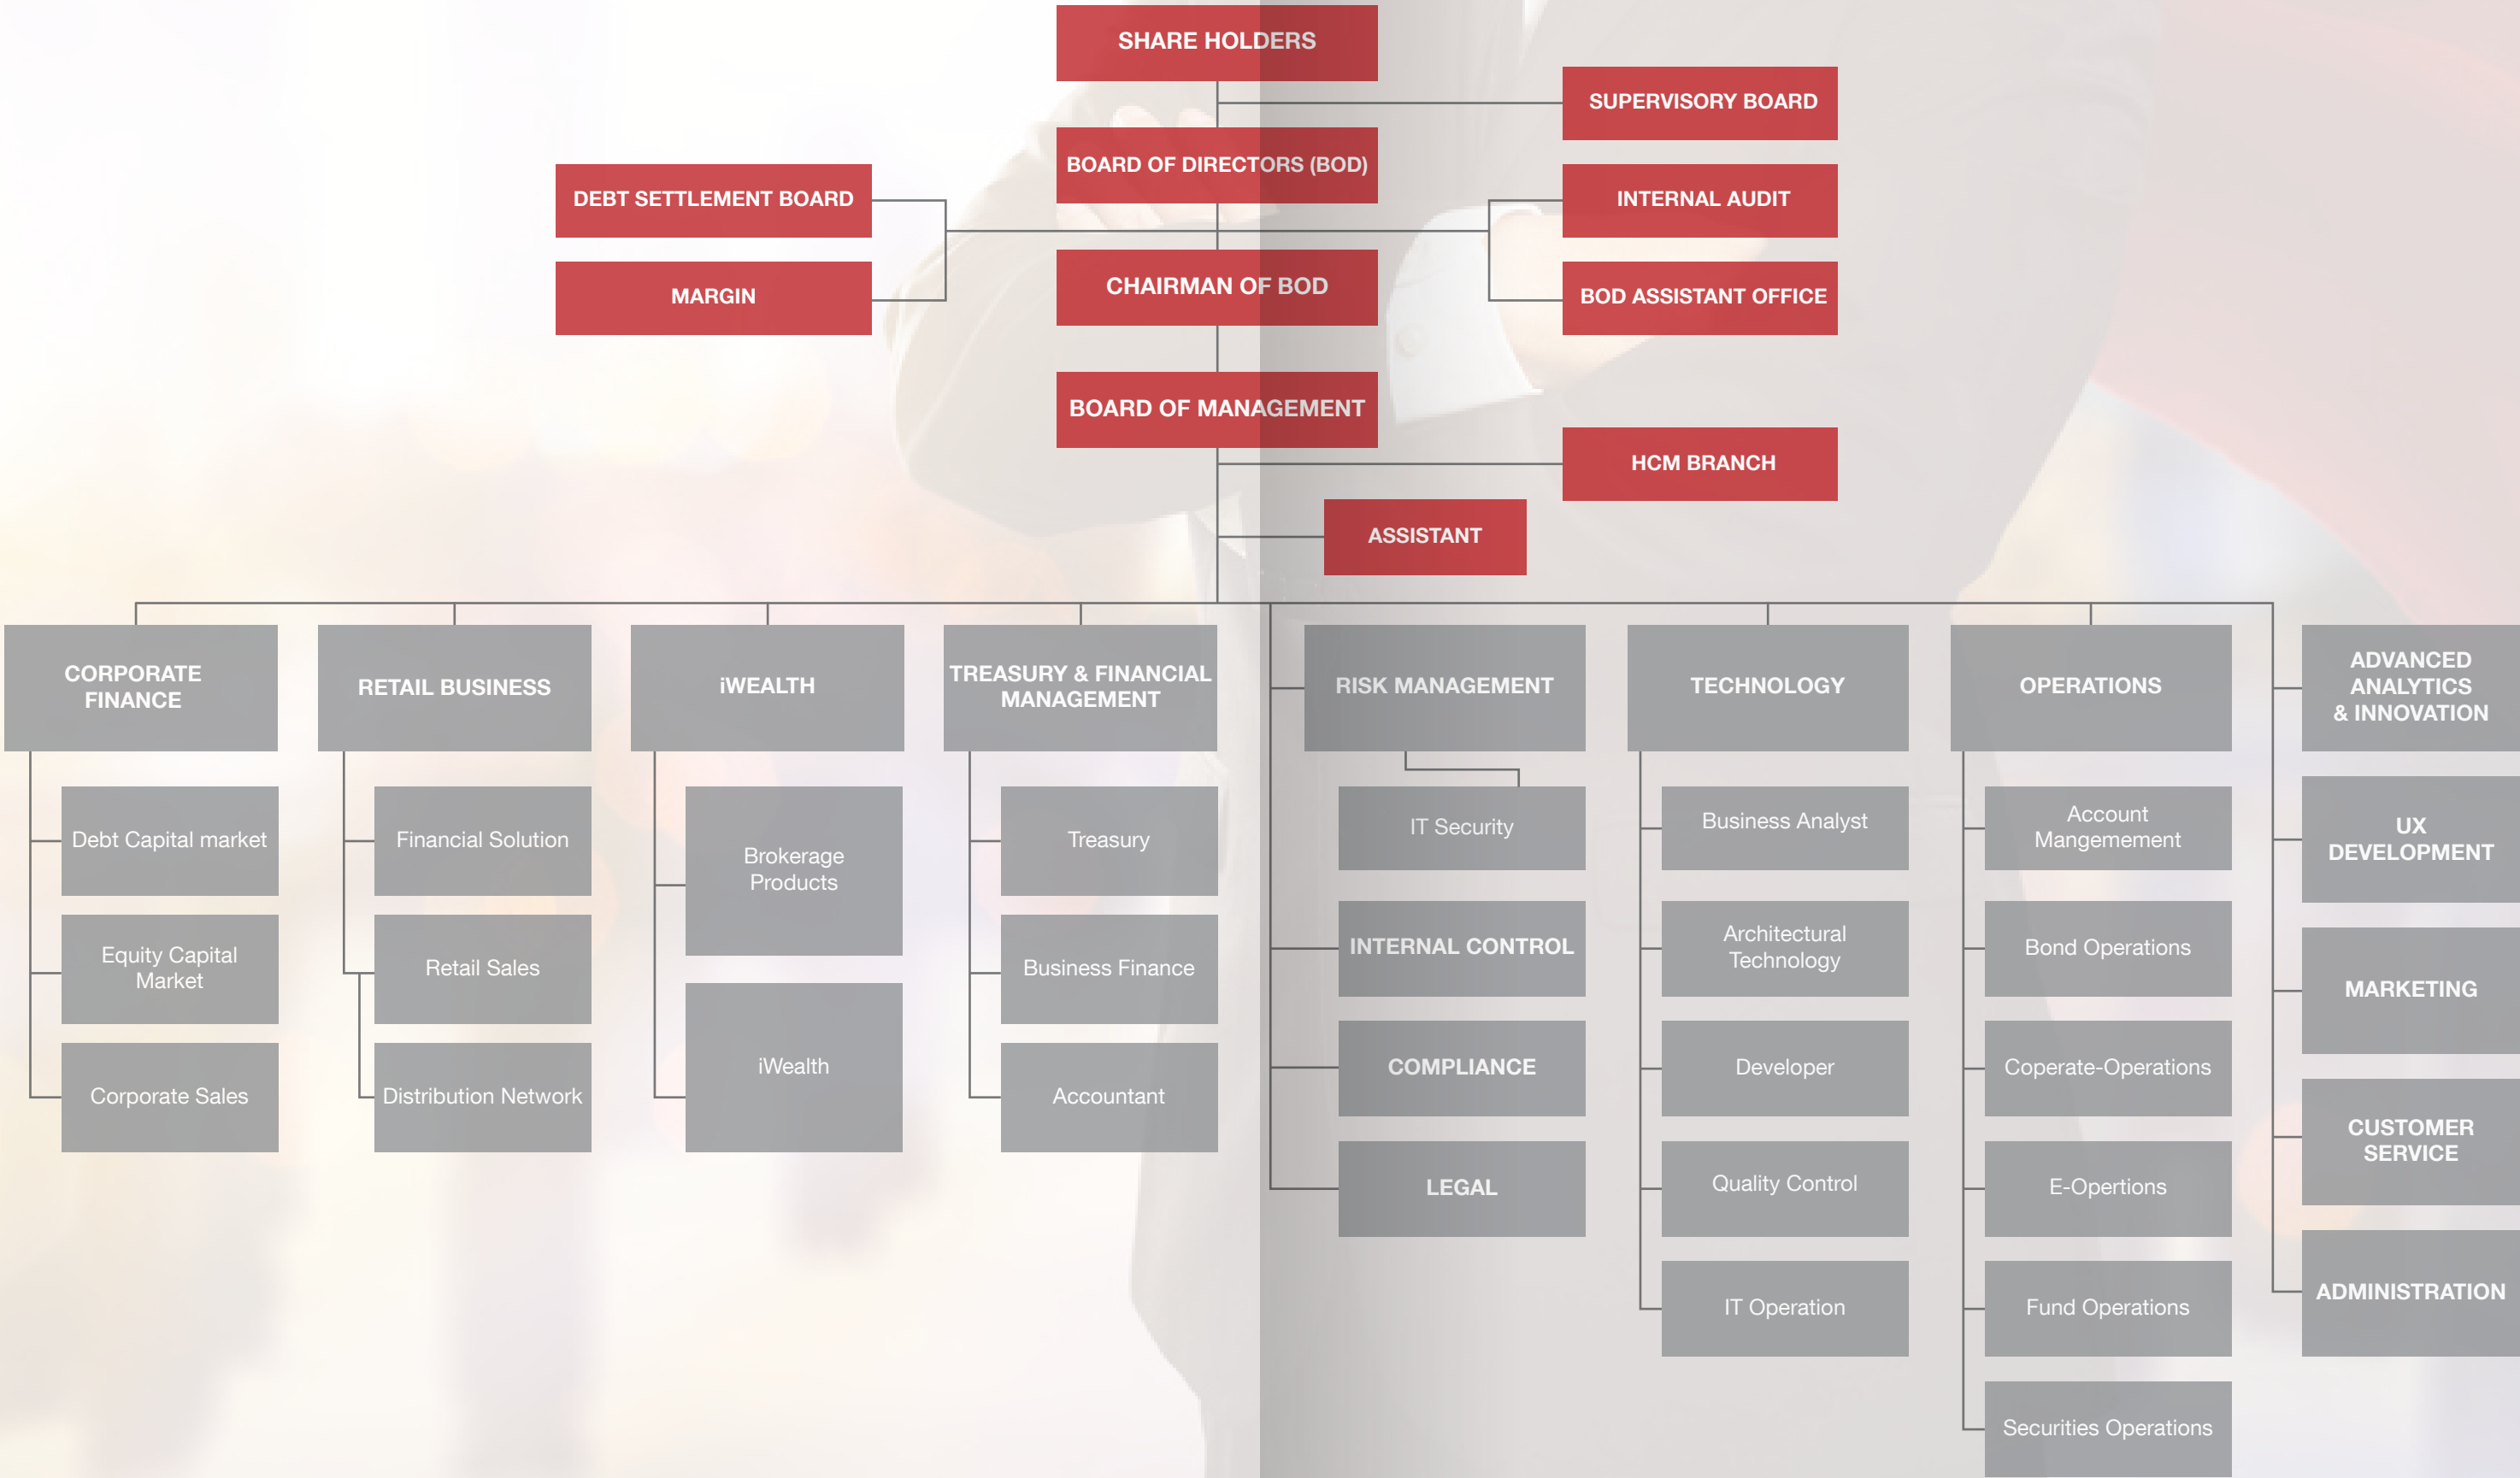 SHARE HOLDERS
SUPERVISORY BOARD
BOARD OF DIRECTORS (BOD)
DEBT SETTLEMENT BOARD
INTERNAL AUDIT
MARGIN
CHAIRMAN OF BOD
BOD ASSISTANT OFFICE
BOARD OF MANAGEMENT
HCM BRANCH
ASSISTANT
CORPORATE
FINANCE
Debt Capital market
Equity Capital
Market
Corporate Sales
RETAIL BUSINESS
Financial Solution
Retail Sales
Distribution Network
iWEALTH
Brokerage
Products
iWealth
TREASURY & FINANCIAL
MANAGEMENT
Treasury
Business Finance
Accountant
RISK MANAGEMENT
IT Security
INTERNAL CONTROL
COMPLIANCE
LEGAL
TECHNOLOGY
Business Analyst
Architectural
Technology
Developer
Quality Control
IT Operation
OPERATIONS
Account
Mangemement
Bond Operations
Coperate-Operations
E-Opertions
Fund Operations
Securities Operations
ADVANCED
ANALYTICS
& INNOVATION
UX
DEVELOPMENT
MARKETING
CUSTOMER
SERVICE
ADMINISTRATION